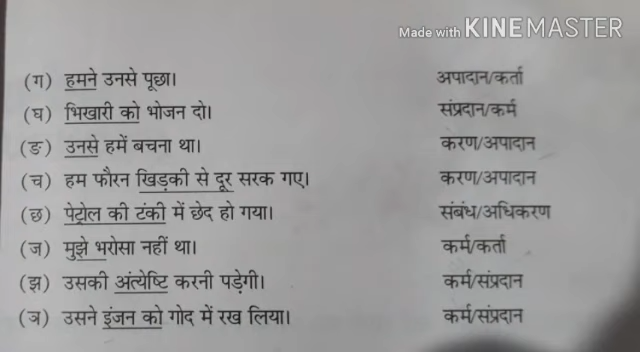 Made with KINEMASTER
(ग) हमने उनसे पूछा। अपादान/कर्ता
(घ) भिखारी को भोजन दो। संप्रदान/कर्म
(ङ) उनसे हमें बचना था। करण/अपादान
(च) हम फौरन खिड़की से दूर सरक गए। करण/अपादान
(छ) पेट्रोल की टंकी में छेद हो गया। संबंध/अधिकरण
(ज) मुझे भरोसा नहीं था। कर्म/कर्ता
(झ) उसकी अंत्येष्टि करनी पड़ेगी। कर्म/संप्रदान
(ञ) उसने इंजन को गोद में रख लिया। कर्म/संप्रदान